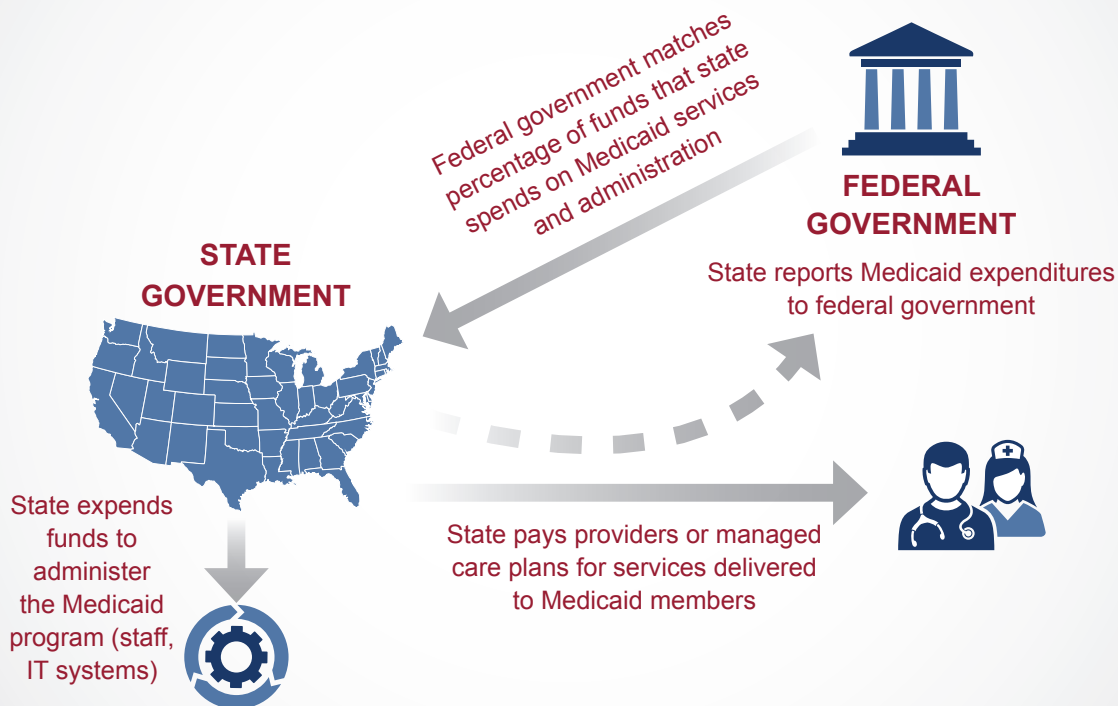 Federal government matches
percentage of funds that state
spends on Medicaid services
and administration
FEDERAL
GOVERNMENT
STATE
GOVERNMENT
State reports Medicaid expenditures
to federal government
State expends
funds to
administer
the Medicaid
program (staff,
IT systems)
State pays providers or managed
care plans for services delivered
to Medicaid members